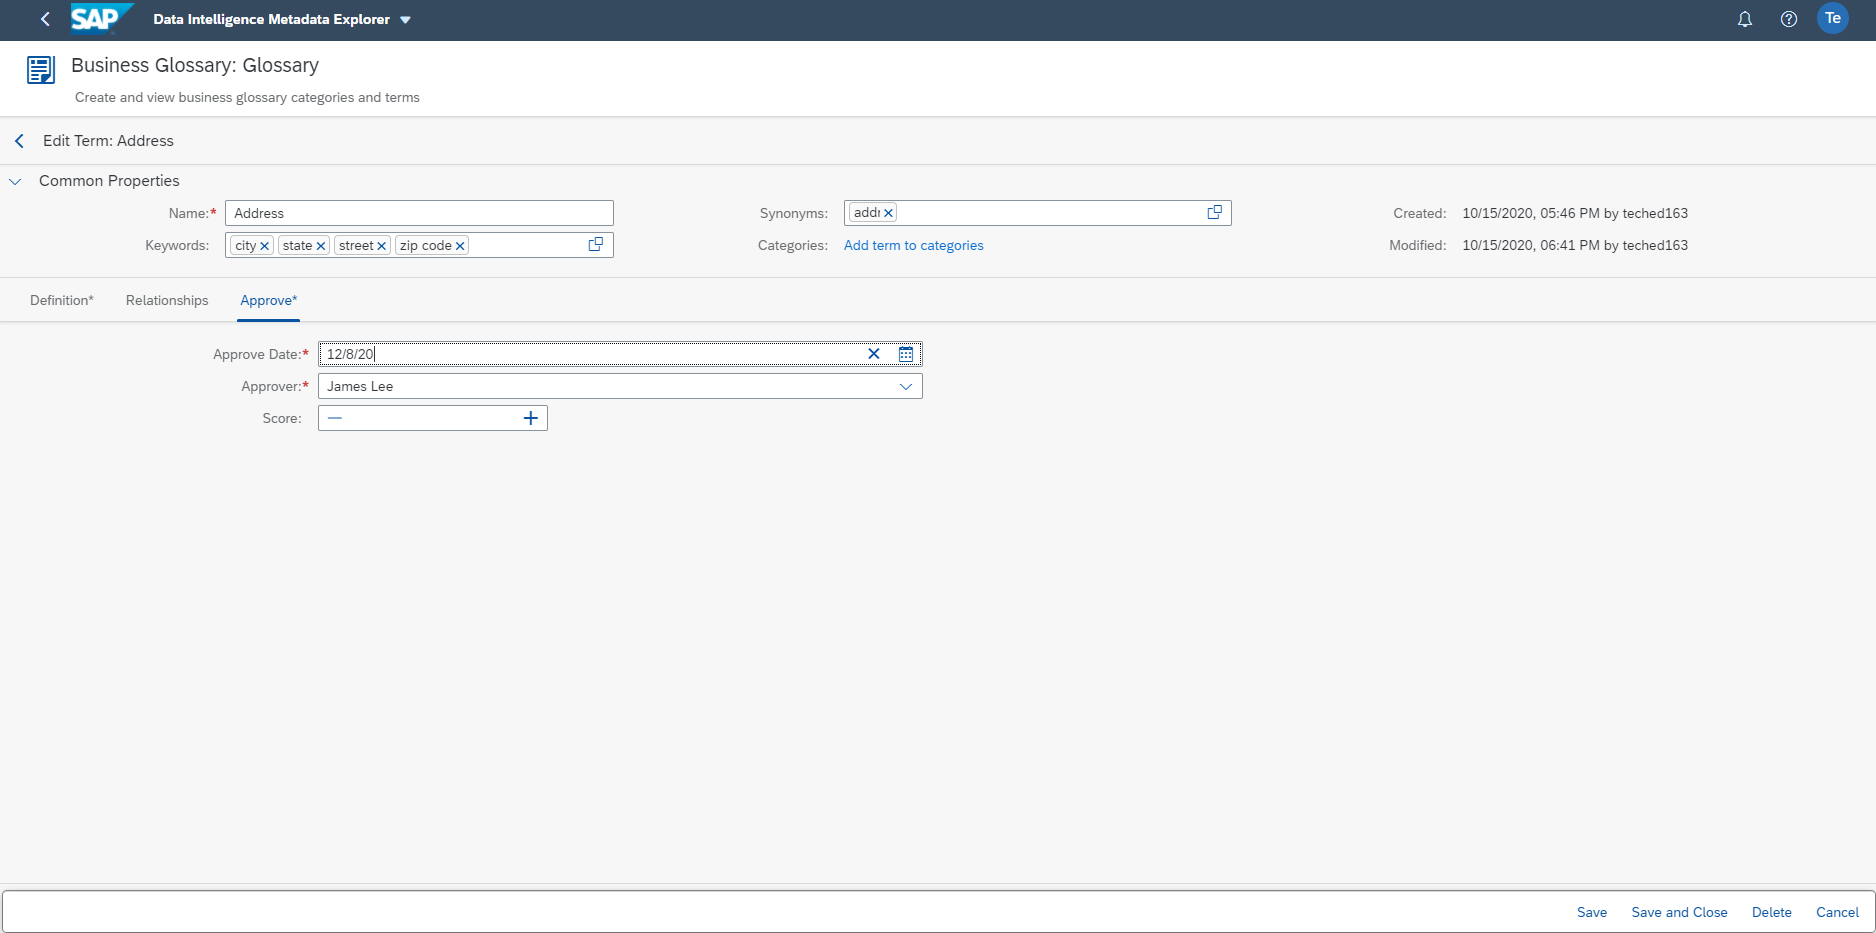 SAP Data Intelligence Metadata Explorer Te
Business Glossary: Glossary
Create and view business glossary categories and terms
Edit Term: Address
Common Properties
Name:* Address Synonyms: addr Created: 10/15/2020, 05:46 PM by teched163
Keywords: city state street zip code Categories: Add term to categories Modified: 10/15/2020, 06:41 PM by teched163
Definition* Relationships Approve*
Approve Date:* 12/8/20
Approver:* James Lee
Score:
Save Save and Close Delete Cancel